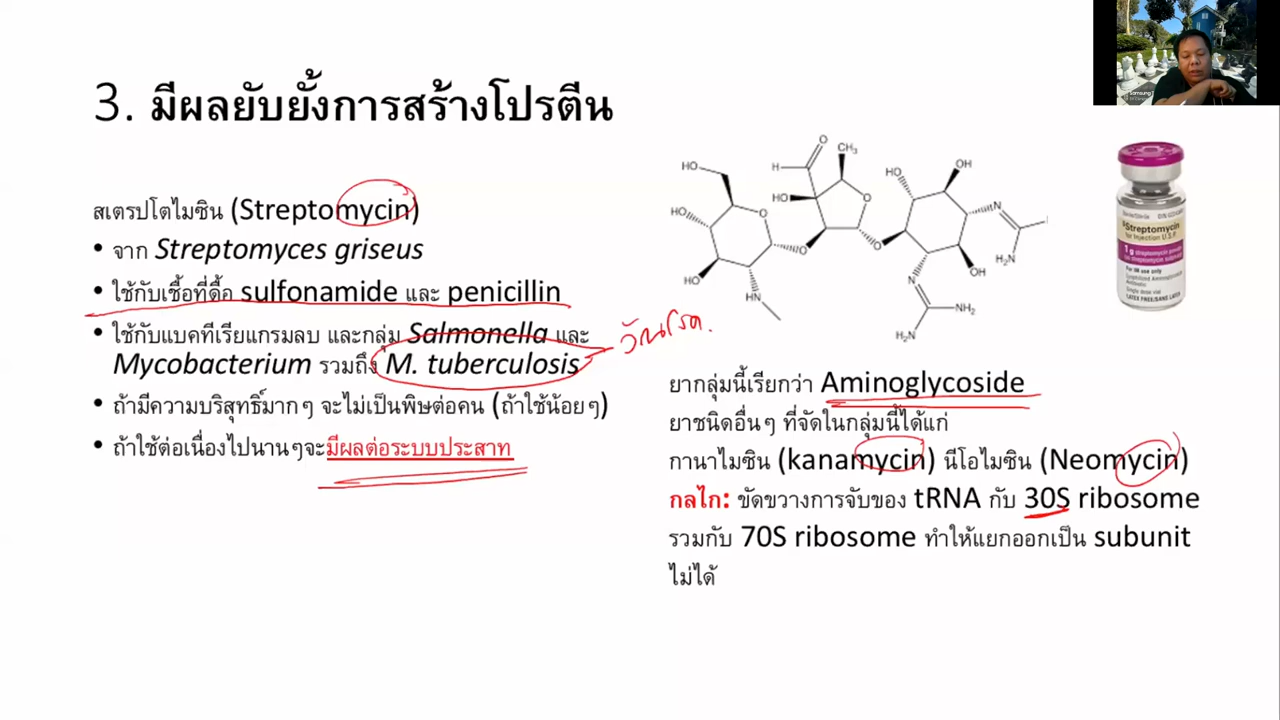 3. มีผลยับยั้งการสร้างโปรตีน
สเตรปโตไมซิน (Streptomycin)
• จาก Streptomyces griseus
• ใช้กับเชื้อที่ดื้อ sulfonamide และ penicillin
• ใช้กับแบคทีเรียแกรมลบ และกลุ่ม Salmonella และ
Mycobacterium รวมถึง M. tuberculosis
วัณโรค.
• ถ้ามีความบริสุทธิ์มากๆ จะไม่เป็นพิษต่อคน (ถ้าใช้น้อยๆ)
• ถ้าใช้ต่อเนื่องไปนานๆจะมีผลต่อระบบประสาท
HO
H
O
CH₃
HO
HO
O
O
HO
OH
HO
O
O
N
H₂N
HO
HN
OH
N
NH₂
H₂N
Streptomycin
for Injection U.S.P.
1 g
ยากลุ่มนี้เรียกว่า Aminoglycoside
ยาชนิดอื่นๆ ที่จัดในกลุ่มนี้ได้แก่
กานาไมซิน (kanamycin) นีโอไมซิน (Neomycin)
กลไก: ขัดขวางการจับของ tRNA กับ 30S ribosome
รวมกับ 70S ribosome ทำให้แยกออกเป็น subunit
ไม่ได้